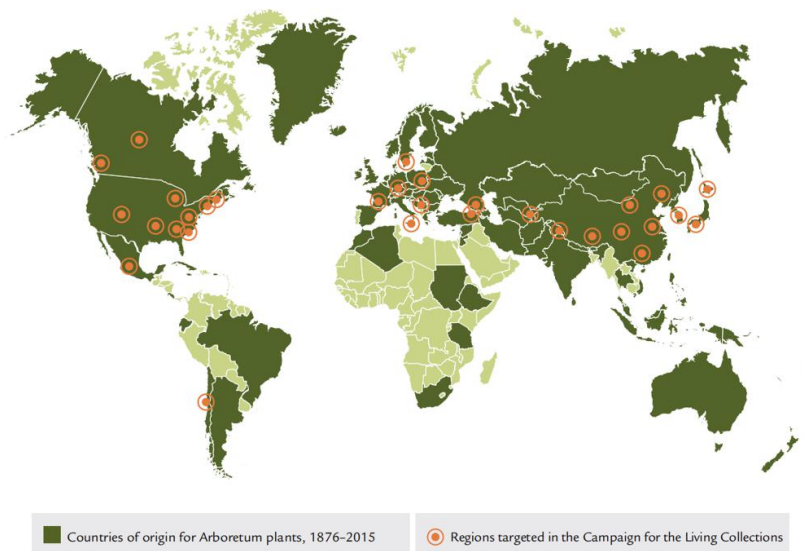 Countries of origin for Arboretum plants, 1876–2015
Regions targeted in the Campaign for the Living Collections